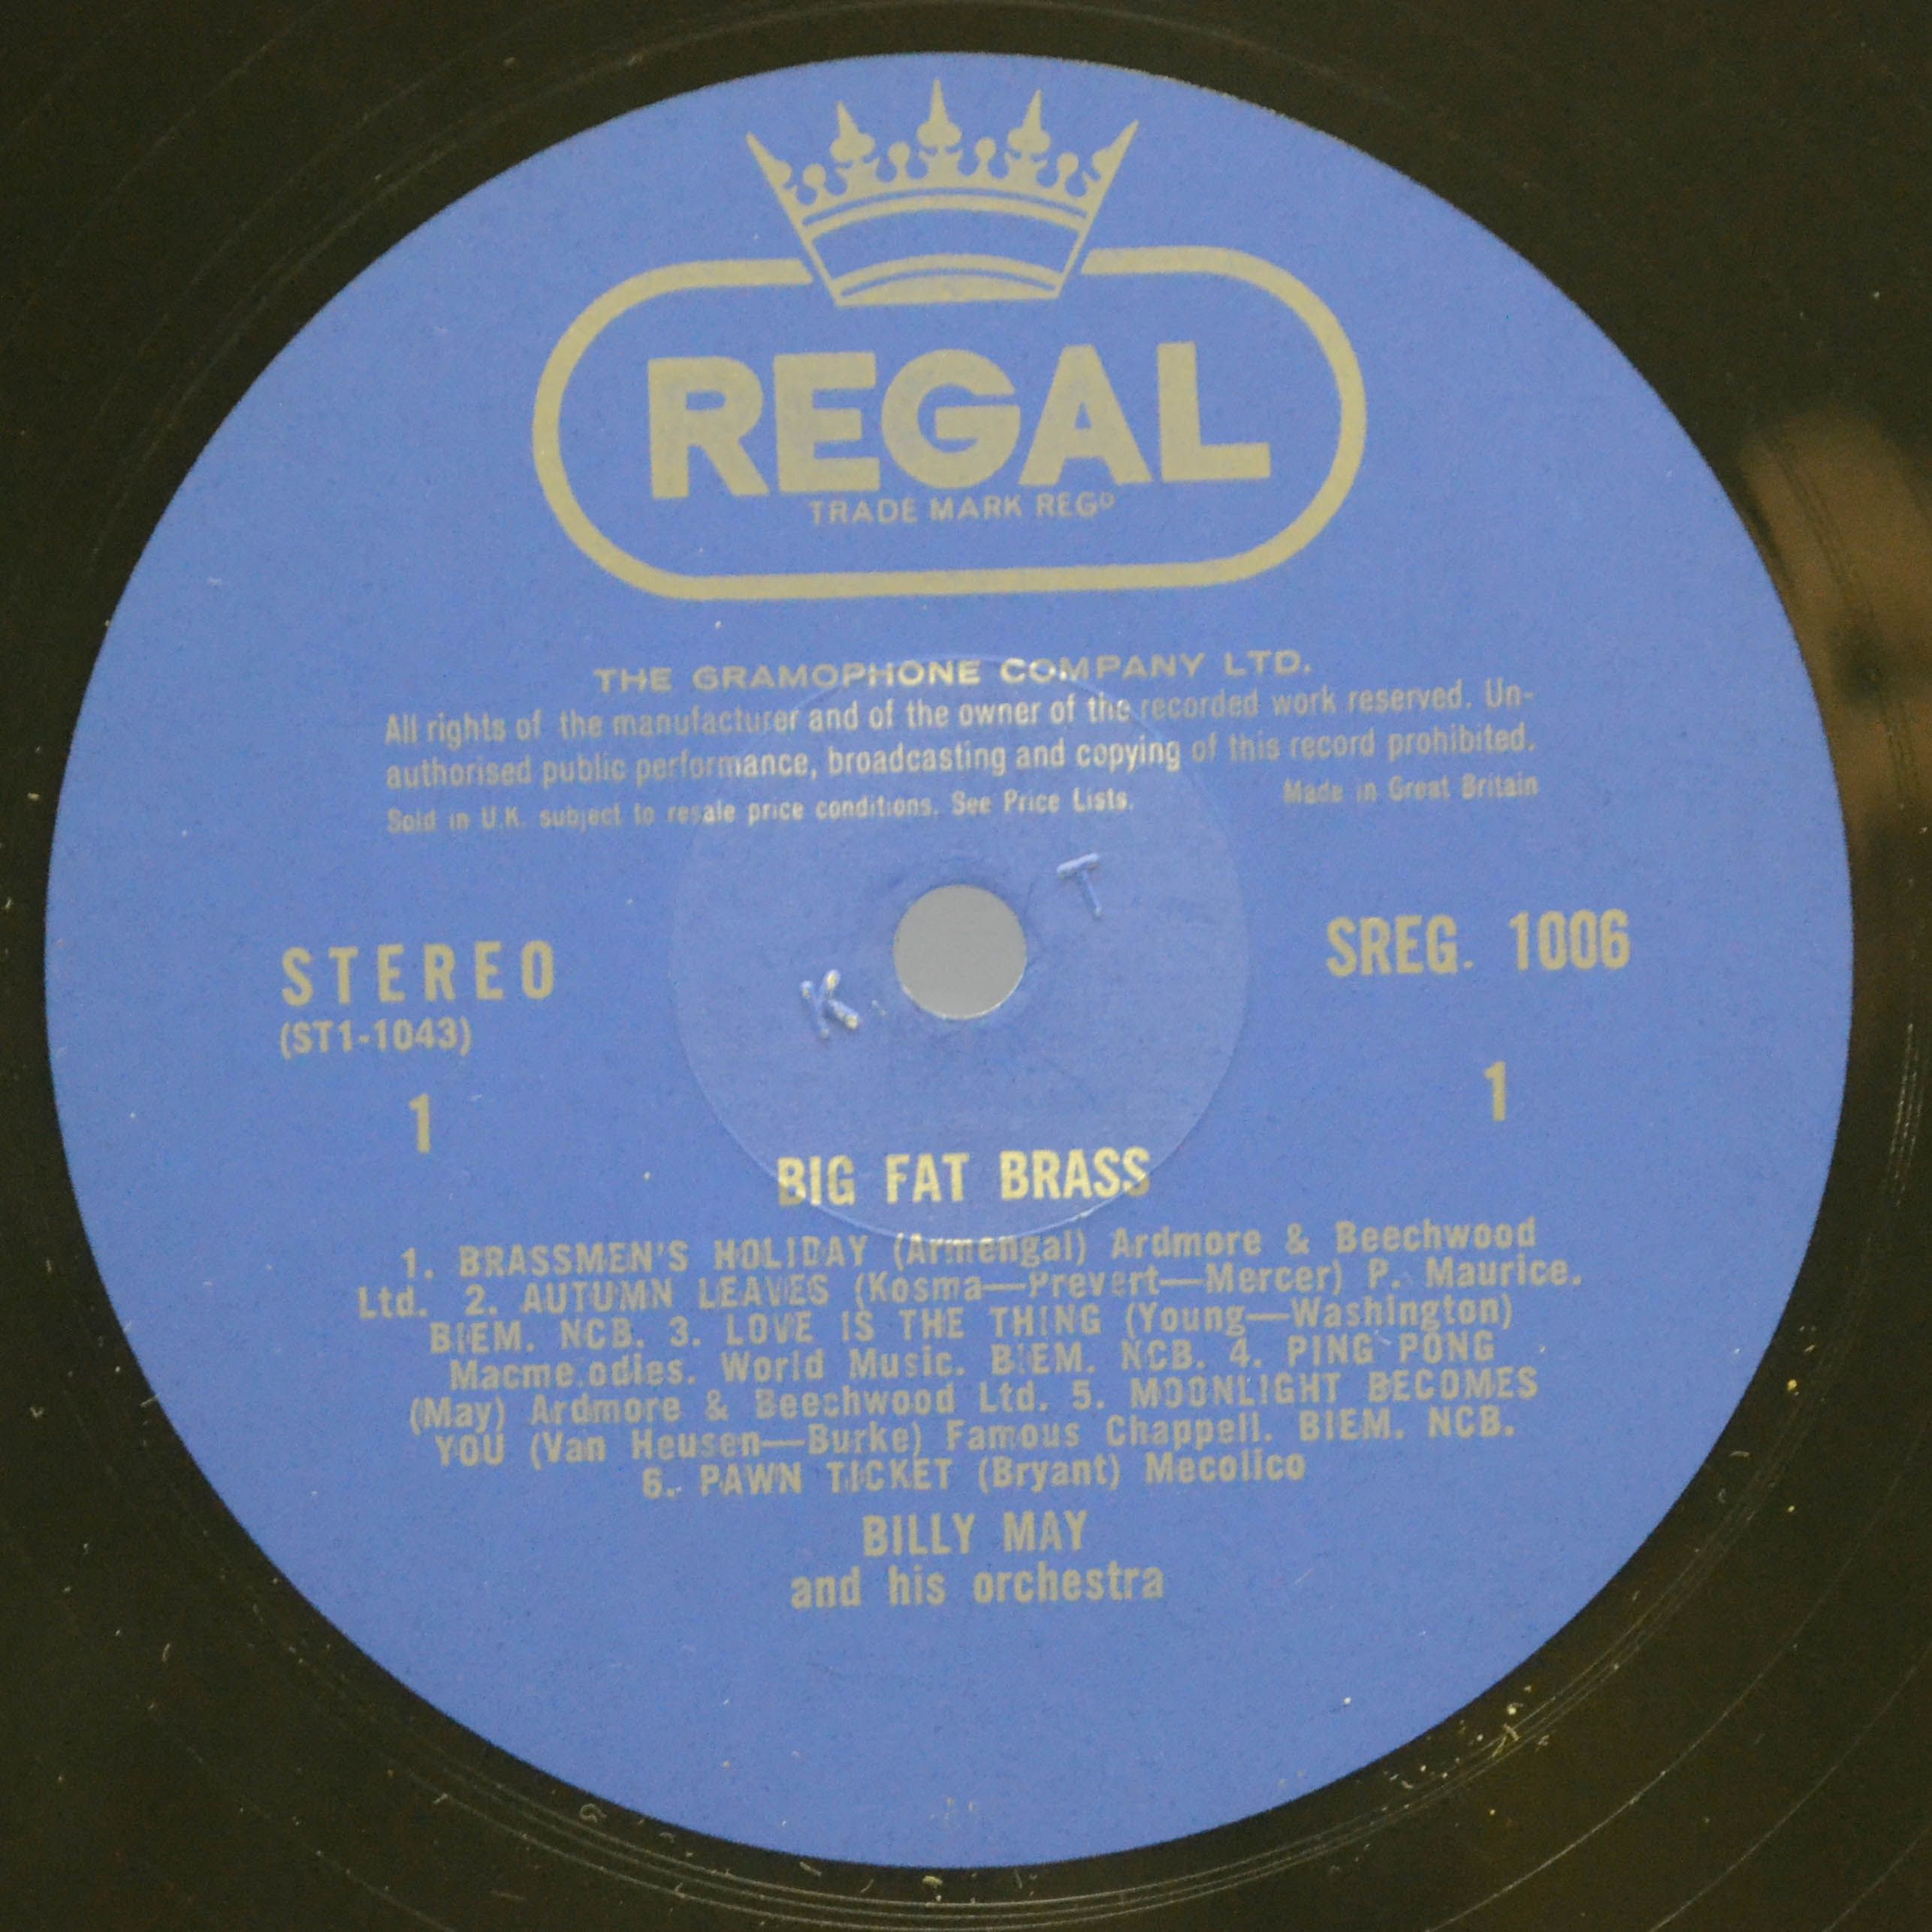 REGAL
TRADE MARK REGD
THE GRAMOPHONE COMPANY LTD.
All rights of the manufacturer and of the owner of the recorded work reserved. Un-
authorised public performance, broadcasting and copying of this record prohibited.
Sold in U.K. subject to resale price conditions. See Price Lists. Made in Great Britain
K T
STEREO SREG. 1006
(ST1-1043)
1 1
BIG FAT BRASS
1. BRASSMEN'S HOLIDAY (Armengal) Ardmore & Beechwood
Ltd. 2. AUTUMN LEAVES (Kosma—Prevert—Mercer) P. Maurice.
BIEM. NCB. 3. LOVE IS THE THING (Young—Washington)
Macmelodies. World Music. BIEM. NCB. 4. PING PONG
(May) Ardmore & Beechwood Ltd. 5. MOONLIGHT BECOMES
YOU (Van Heusen—Burke) Famous Chappell. BIEM. NCB.
6. PAWN TICKET (Bryant) Mecolico
BILLY MAY
and his orchestra